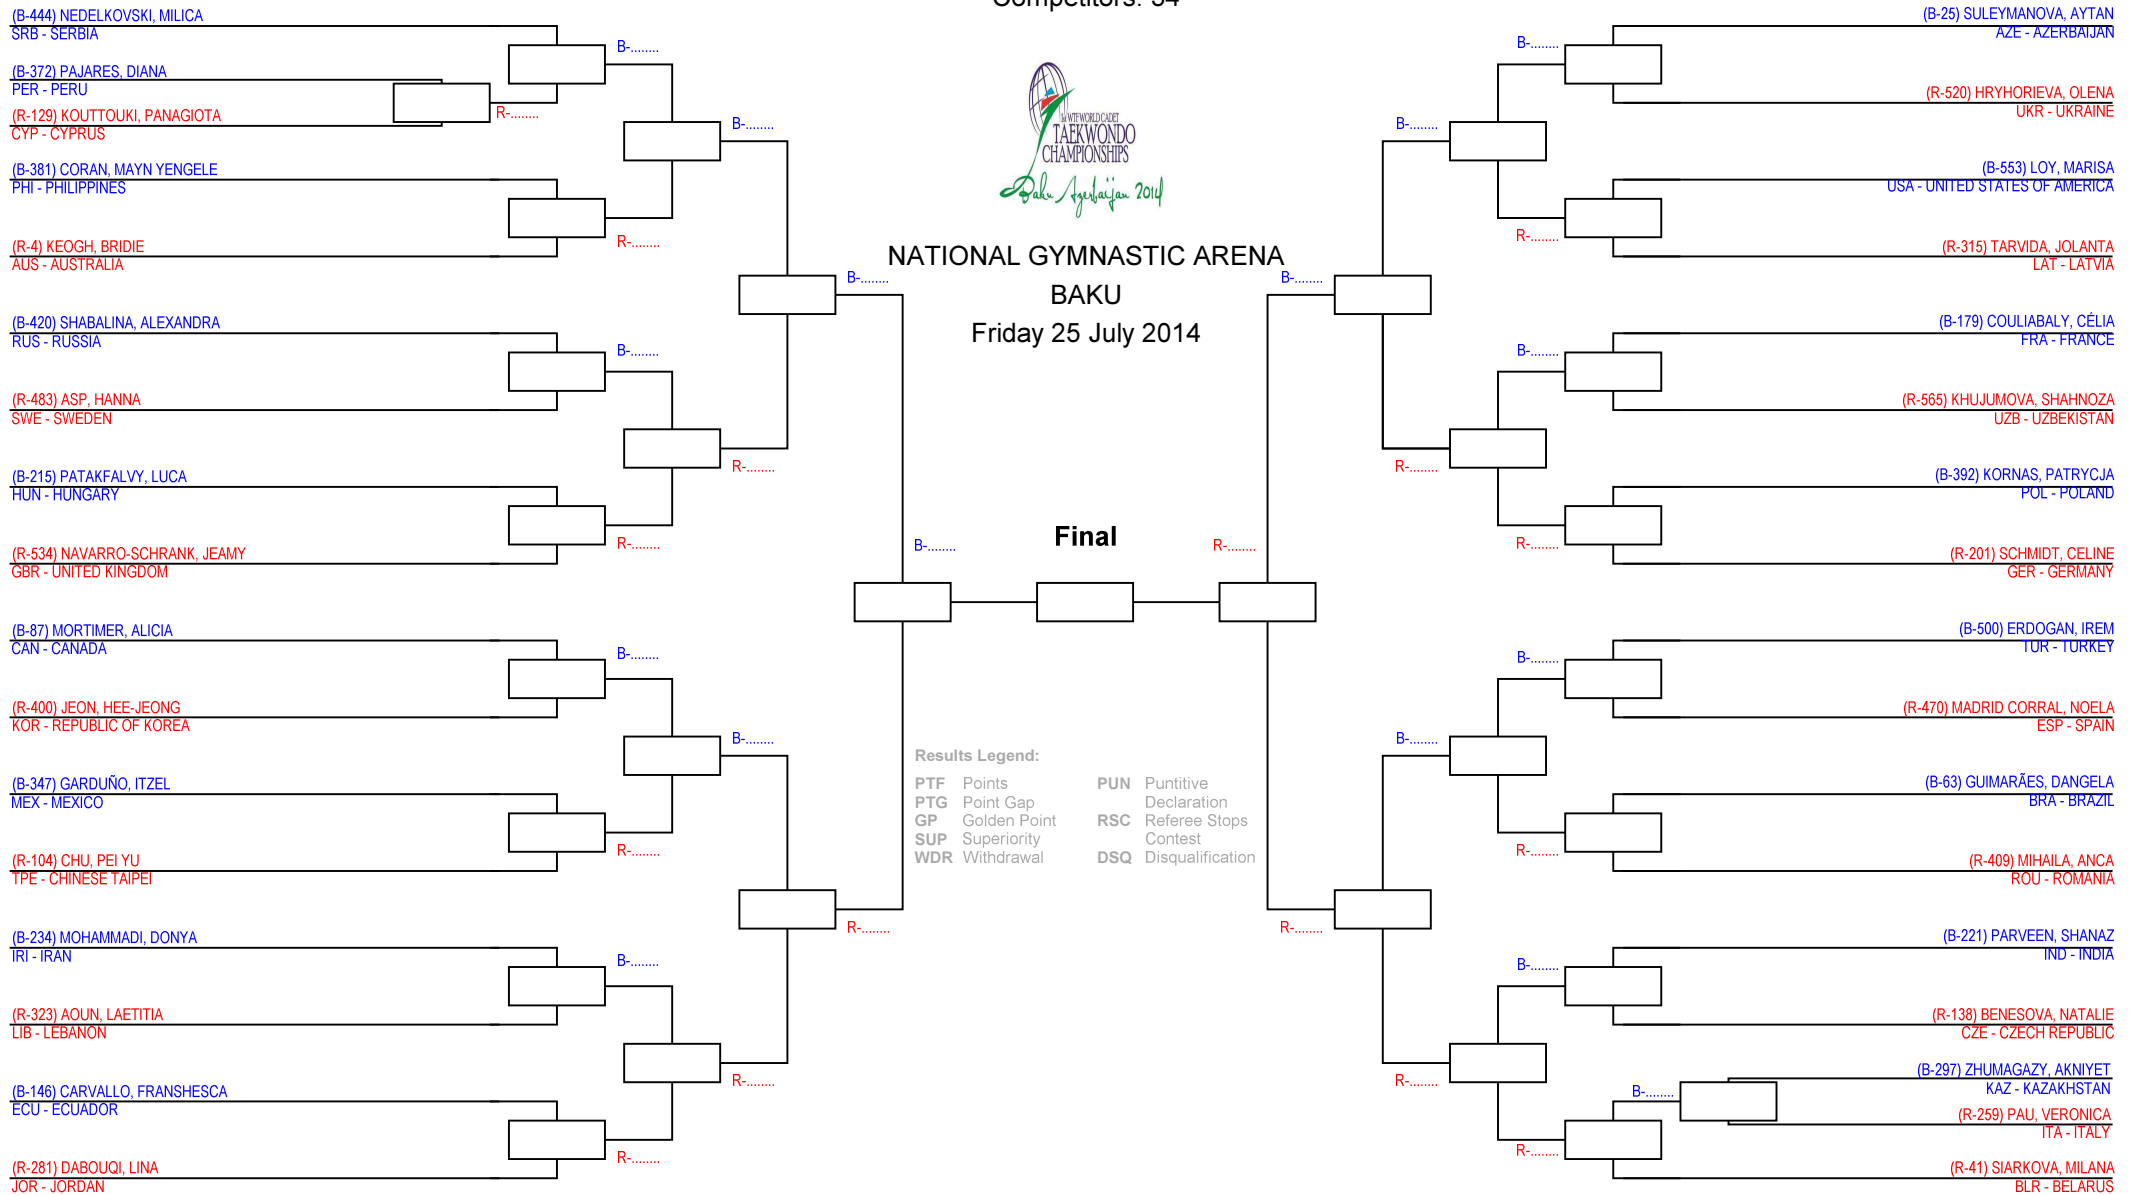 Competitors: 34
(B-444) NEDELKOVSKI, MILICA
SRB - SERBIA
(B-372) PAJARES, DIANA
PER - PERU
(R-129) KOUTTOUKI, PANAGIOTA
CYP - CYPRUS
(B-381) CORAN, MAYN YENGELE
PHI - PHILIPPINES
(R-4) KEOGH, BRIDIE
AUS - AUSTRALIA
(B-420) SHABALINA, ALEXANDRA
RUS - RUSSIA
(R-483) ASP, HANNA
SWE - SWEDEN
(B-215) PATAKFALVY, LUCA
HUN - HUNGARY
(R-534) NAVARRO-SCHRANK, JEAMY
GBR - UNITED KINGDOM
(B-87) MORTIMER, ALICIA
CAN - CANADA
(R-400) JEON, HEE-JEONG
KOR - REPUBLIC OF KOREA
(B-347) GARDUÑO, ITZEL
MEX - MEXICO
(R-104) CHU, PEI YU
TPE - CHINESE TAIPEI
(B-234) MOHAMMADI, DONYA
IRI - IRAN
(R-323) AOUN, LAETITIA
LIB - LEBANON
(B-146) CARVALLO, FRANSHESCA
ECU - ECUADOR
(R-281) DABOUQI, LINA
JOR - JORDAN
B-........
R-........
R-........
B-........
R-........
B-........
R-........
B-........
R-........
B-........
R-........
B-........
R-........
B-........
R-........
B-........
1st WTF WORLD CADET
TAEKWONDO
CHAMPIONSHIPS
Baku Azerbaijan 2014
NATIONAL GYMNASTIC ARENA
BAKU
Friday 25 July 2014
Final
Results Legend:
PTF Points
PTG Point Gap
GP Golden Point
SUP Superiority
WDR Withdrawal
PUN Puntitive
Declaration
RSC Referee Stops
Contest
DSQ Disqualification
R-........
B-........
R-........
B-........
R-........
B-........
R-........
B-........
R-........
B-........
R-........
B-........
R-........
B-........
R-........
B-........
(B-25) SULEYMANOVA, AYTAN
AZE - AZERBAIJAN
(R-520) HRYHORIEVA, OLENA
UKR - UKRAINE
(B-553) LOY, MARISA
USA - UNITED STATES OF AMERICA
(R-315) TARVIDA, JOLANTA
LAT - LATVIA
(B-179) COULIABALY, CÉLIA
FRA - FRANCE
(R-565) KHUJUMOVA, SHAHNOZA
UZB - UZBEKISTAN
(B-392) KORNAS, PATRYCJA
POL - POLAND
(R-201) SCHMIDT, CELINE
GER - GERMANY
(B-500) ERDOGAN, IREM
TUR - TURKEY
(R-470) MADRID CORRAL, NOELA
ESP - SPAIN
(B-63) GUIMARÃES, DANGELA
BRA - BRAZIL
(R-409) MIHAILA, ANCA
ROU - ROMANIA
(B-221) PARVEEN, SHANAZ
IND - INDIA
(R-138) BENESOVA, NATALIE
CZE - CZECH REPUBLIC
(B-297) ZHUMAGAZY, AKNIYET
KAZ - KAZAKHSTAN
(R-259) PAU, VERONICA
ITA - ITALY
(R-41) SIARKOVA, MILANA
BLR - BELARUS